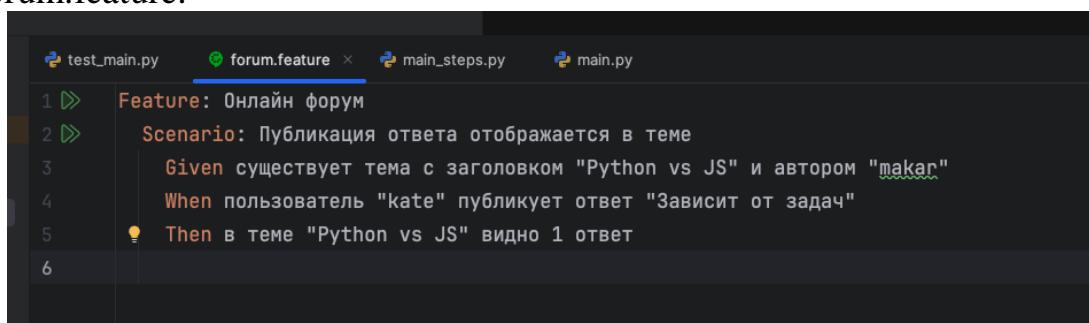 orum.feature:
test_main.py forum.feature × main_steps.py main.py
1 Feature: Онлайн форум
2 Scenario: Публикация ответа отображается в теме
3 Given существует тема с заголовком "Python vs JS" и автором "makar"
4 When пользователь "kate" публикует ответ "Зависит от задач"
5 Then в теме "Python vs JS" видно 1 ответ
6